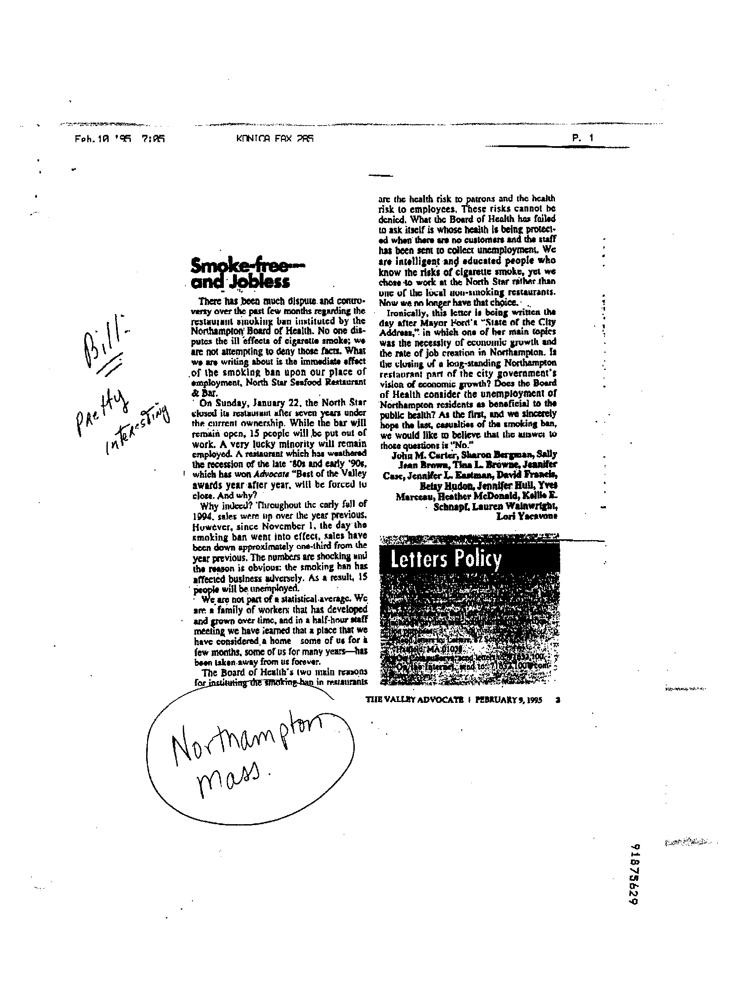 Feb.10 '95 7:05 KONICA FAX 285 P. 1
Bill:
Pretty
Interesting
Smoke-free—
and Jobless
There has been much dispute and contro-
versy over the past few months regarding the
restaurant smoking ban instituted by the
Northampton Board of Health. No one dis-
putes the ill effects of cigarette smoke; we
are not attempting to deny those facts. What
we are writing about is the immediate effect
of the smoking ban upon our place of
employment, North Star Seafood Restaurant
& Bar.
On Sunday, January 22, the North Star
closed its restaurant after seven years under
the current ownership. While the bar will
remain open, 15 people will be put out of
work. A very lucky minority will remain
employed. A restaurant which has weathered
the recession of the late '80s and early '90s,
which has won Advocate "Best of the Valley
awards year after year, will be forced to
close. And why?
Why indeed? Throughout the early fall of
1994, sales were up over the year previous.
However, since November 1, the day the
smoking ban went into effect, sales have
been down approximately one-third from the
year previous. The numbers are shocking and
the reason is obvious: the smoking ban has
affected business adversely. As a result, 15
people will be unemployed.
We are not part of a statistical average. We
are a family of workers that has developed
and grown over time, and in a half-hour staff
meeting we have learned that a place that we
have considered a home some of us for a
few months, some of us for many years—has
been taken away from us forever.
The Board of Health's two main reasons
for instituting the smoking ban in restaurants
are the health risk to patrons and the health
risk to employees. These risks cannot be
denied. What the Board of Health has failed
to ask itself is whose health is being protect-
ed when there are no customers and the staff
has been sent to collect unemployment. We
are intelligent and educated people who
know the risks of cigarette smoke, yet we
chose to work at the North Star rather than
one of the local non-smoking restaurants.
Now we no longer have that choice.
Ironically, this letter is being written the
day after Mayor Ford's "State of the City
Address," in which one of her main topics
was the necessity of economic growth and
the rate of job creation in Northampton. Is
the closing of a long-standing Northampton
restaurant part of the city government's
vision of economic growth? Does the Board
of Health consider the unemployment of
Northampton residents as beneficial to the
public health? As the first, and we sincerely
hope the last, casualties of the smoking ban,
we would like to believe that the answer to
those questions is "No."
John M. Carter, Sharon Bergman, Sally
Jean Brown, Tina L. Browne, Jennifer
Case, Jennifer L. Eastman, David Francis,
Betsy Hudon, Jennifer Hull, Yves
Marceau, Heather McDonald, Kellie E.
Schnapf, Lauren Wainwright,
Lori Yacavone
Letters Policy
THE VALLEY ADVOCATE | FEBRUARY 9, 1995 3
Northampton
Mass.
91875629